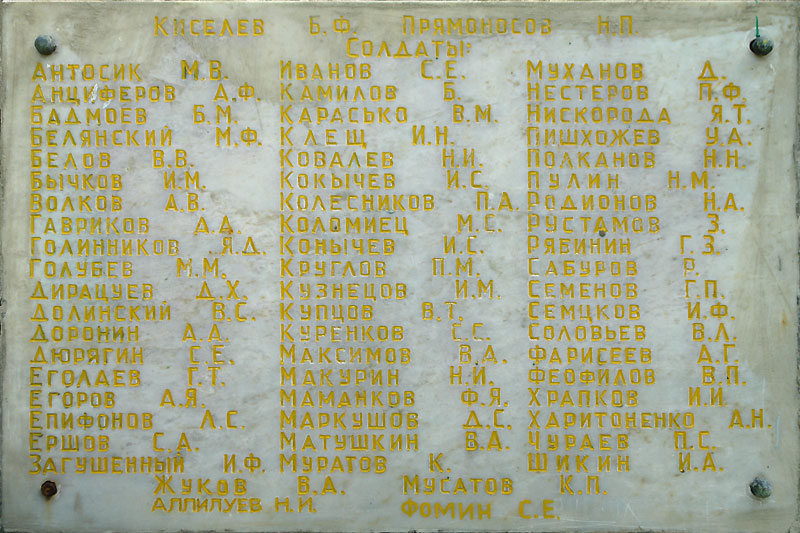 Киселев Б.Ф. Прямоносов Н.П.
Солдаты:
Антосик М.В. Иванов С.Е. Муханов Д.
Анциферов А.Ф. Камилов Б. Нестеров П.Ф.
Бадмоев Б.М. Карасько В.М. Нискорода Я.Т.
Белянский М.Ф. Клещ И.Н. Пишхожев У.А.
Белов В.В. Ковалев Н.И. Полканов Н.Н.
Бычков И.М. Кокычев И.С. Пулин Н.М.
Волков А.В. Колесников П.А. Родионов Н.А.
Гавриков А.Д. Коломиец М.С. Рустамов З.
Голинников Я.Д. Конычев И.С. Рябинин Г.З.
Голубев М.М. Круглов П.М. Сабуров Р.
Дирацуев Д.Х. Кузнецов И.М. Семенов Г.П.
Долинский В.С. Купцов В.Т. Семцков И.Ф.
Доронин А.А. Куренков С.С. Соловьев В.Л.
Дюрягин С.Е. Максимов В.А. Фарисеев А.Г.
Еголаев Г.Т. Макурин Н.И. Феофилов В.П.
Егоров А.Я. Маманков Ф.Я. Храпков И.И.
Епифонов Л.С. Маркушов Д.С. Харитоненко А.Н.
Ершов С.А. Матушкин В.А. Чураев П.С.
Загушенный И.Ф. Муратов К. Шикин И.А.
Жуков В.А. Мусатов К.П.
Аллилуев Н.И. Фомин С.Е.